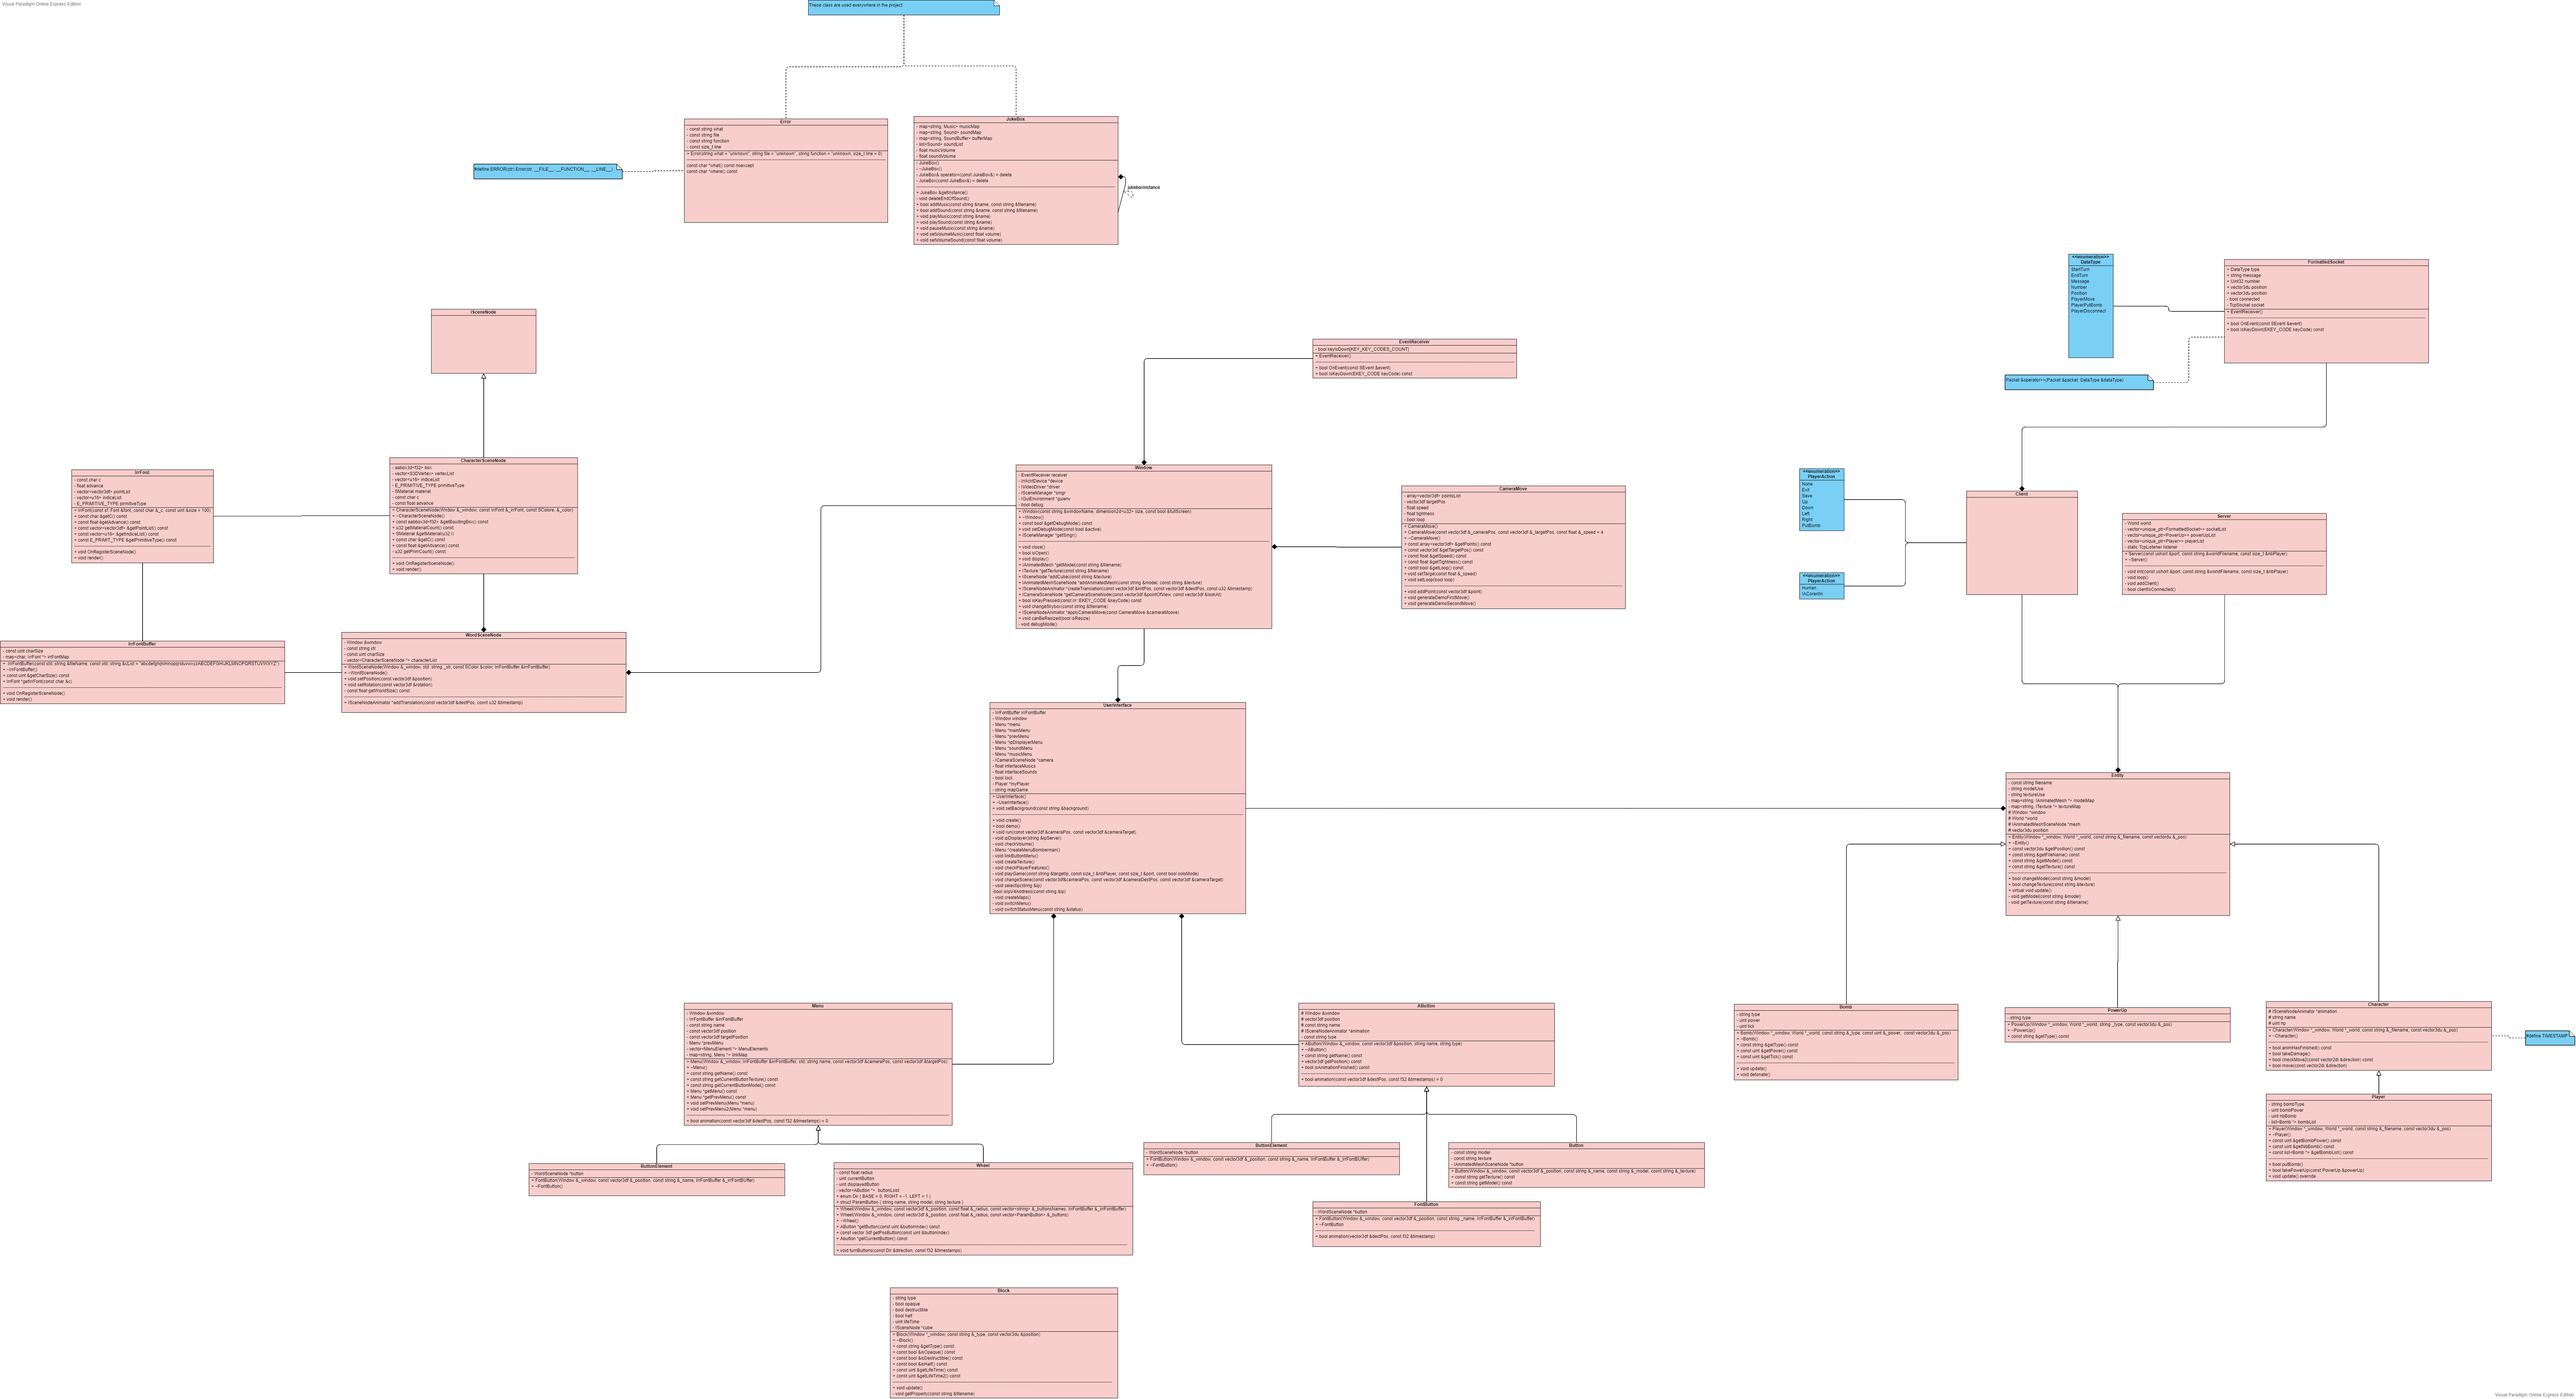 Visual Paradigm Online Express Edition
These class are used everywhere in the project
Error
- const string what
- const string file
- const string function
- const size_t line
+ Error(string what = "unknown", string file = "unknown", string function = "unknown, size_t line = 0)
const char *what() const noexcept
const char *where() const
#define ERROR(str) Error(str, __FILE__, __FUNCTION__, __LINE__)
JukeBox
- map<string, Music> musicMap
- map<string, Sound> soundMap
- map<string, SoundBuffer> bufferMap
- list<Sound> soundList
- float musicVolume
- float soundVolume
- JukeBox()
- ~JukeBox()
- JukeBox& operator=(const JukeBox&) = delete
- JukeBox(const JukeBox&) = delete
+ JukeBox &getInstance()
- void deleteEndOfSound()
+ bool addMusic(const string &name, const string &filename)
+ bool addSound(const string &name, const string &filename)
+ void playMusic(const string &name)
+ void playSound(const string &name)
+ void pauseMusic(const string &name)
+ void setVolumeMusic(const float volume)
+ void setVolumeSound(const float volume)
jukeboxInstance
<<enumeration>>
DataType
StartTurn
EndTurn
Message
Number
Position
PlayerMove
PlayerPutBomb
PlayerDisconnect
FormattedSocket
+ DataType type
+ string message
+ Uint32 number
+ vector3du position
+ vector3du position
- bool connected
- TcpSocket socket
+ EventReceiver()
+ bool OnEvent(const SEvent &event)
+ bool IsKeyDown(EKEY_CODE keyCode) const
ISceneNode
EventReceiver
- bool keyIsDown[KEY_KEY_CODES_COUNT]
+ EventReceiver()
+ bool OnEvent(const SEvent &event)
+ bool IsKeyDown(EKEY_CODE keyCode) const
IrrFont
- const char c
- float advance
- vector<vector3df> pointList
- vector<u16> indiceList
- E_PRIMITIVE_TYPE primitiveType
+ IrrFont(const sf::Font &font, const char &_c, const uint &size = 100)
+ const char &getC() const
+ const float &getAdvance() const
+ const vector<vector3df> &getPointList() const
+ const vector<u16> &getIndiceList() const
+ const E_PRIMIT_TYPE &getPrimitiveType() const
+ void OnRegisterSceneNode()
+ void render()
CharacterSceneNode
- aabox3d<f32> box
- vector<S3DVertex> vertexList
- vector<u16> indiceList
- E_PRIMITIVE_TYPE primitiveType
- SMaterial material
- const char c
- const float advance
+ CharacterSceneNode(Window &_window, const IrrFont &_irrFont, const SColore, &_color)
+ ~CharacterSceneNode()
+ const aabbox3d<f32> &getBoudingBox() const
+ u32 getMaterialCount() const
+ SMaterial &getMaterial(u32 i)
+ const char &getC() const
+ const float &getAdvance() const
- u32 getPrimCount() const
+ void OnRegisterSceneNode()
+ void render()
Window
- EventReceiver receiver
- IrrlichtDevice *device
- IVideoDriver *driver
- ISceneManager *smgr
- IGuiEnvironment *guienv
- bool debug
+ Window(const string &windowName, dimension2d<u32> size, const bool &fullScreen)
+ ~Window()
+ const bool &getDebugMode() const
+ void setDebugMode(const bool &active)
+ ISceneManager *getSmgr()
+ void close()
+ bool isOpen()
+ void display()
+ IAnimatedMesh *getModel(const string &filename)
+ ITexture *getTexture(const string &filename)
+ ISceneNode *addCube(const string &texture)
+ IAnimatedMeshSceneNode *addAnimatedMesh(const string &model, const string &texture)
+ ISceneNodeAnimator *createTranslation(const vector3df &initPos, const vector3df &destPos, const u32 &timestamp)
+ ICameraSceneNode *getCameraSceneNode(const vector3df &pointOfView, const vector3df &lookAt)
+ bool isKeyPressed(const irr::EKEY_CODE &keyCode) const
+ void changeSkybox(const string &filename)
+ ISceneNodeAnimator *applyCameraMove(const CameraMove &cameraMoove)
+ void canBeResized(bool isResize)
- void debugMode()
CameraMove
- array<vector3df> pointsList
- vector3df targetPos
- float speed
- float tightness
- bool loop
+ CameraMove()
+ CameraMove(const vector3df &_cameraPos, const vector3df &_targetPos, const float &_speed = 4
+ ~CameraMove()
+ const array<vector3df> &getPoints() const
+ const vector3df &getTargetPos() const
+ const float &getSpeed() const
+ const float &getTightness() const
+ const bool &getLoop() const
+ void setTarge(const float &_speed)
+ void setLoop(bool loop)
+ void addPoint(const vector3df &point)
+ void generateDemoFirstMove()
+ void generateDemoSecondMove()
Packet &operator>>(Packet &packet, DataType &dataType)
<<enumeration>>
PlayerAction
None
Exit
Save
Up
Down
Left
Right
PutBomb
<<enumeration>>
PlayerAction
Human
IACorentin
Client
Server
- World world
- vector<unique_ptr<FormattedSocket>> socketList
- vector<unique_ptr<PowerUp>> powerUpList
- vector<unique_ptr<Player>> playerList
- static TcpListener listener
+ Server(const ushort &port, const string &worldFilename, const size_t &nbPlayer)
+ ~Server()
- void init(const ushort &port, const string &worldFilename, const size_t &nbPlayer)
- void loop()
- void addClient()
- bool clientIsConnected()
IrrFontBuffer
- const uint charSize
- map<char, IrrFont *> irrFontMap
+ ~IrrFontBuffer()
+ const uint &getCharSize() const
+ IrrFont *getIrrFont(const char &c)
+ void OnRegisterSceneNode()
+ void render()
WordSceneNode
- Window &window
- const string str
- const uint charSize
- vector<CharacterSceneNode *> characterList
+ WordSceneNode(Window &_window, std::string _str, const SColor &color, IrrFontBuffer &irrFontBuffer)
+ ~WordSceneNode()
+ void setPosition(const vector3df &position)
+ void setRotation(const vector3df &rotation)
- const float getWorldSize() const
+ ISceneNodeAnimator *addTranslation(const vector3df &destPos, cosnt u32 &timestamp)
UserInterface
- IrrFontBuffer irrFontBuffer
- Window window
- Menu *menu
- Menu *mainMenu
- Menu *prevMenu
- Menu *ipDisplayerMenu
- Menu *soundMenu
- Menu *musicMenu
- ICameraSceneNode *camera
- float interfaceMusics
- float interfaceSounds
- bool lock
- Player *myPlayer
- string mapGame
+ UserInterface()
+ ~UserInterface()
+ void setBackground(const string &background)
+ void create()
+ bool demo()
+ void run(const vector3df &cameraPos, const vector3df &cameraTarget)
- void ipDisplayer(string &ipServer)
- void checkVolume()
- Menu *createMenuBomberman()
- void linkButtonMenu()
- void createTexture()
- void checkPlayerFeatures()
- void playGame(const string &targetIp, const size_t &nbPlayer, const size_t &port, const bool soloMode)
- void changeScene(const vector3df&cameraPos, const vector3df &cameraDestPos, const vector3df &cameraTarget)
- void selectIp(string &ip)
-bool isIpV4Address(const string &ip)
- void createMaps()
- void switchMenu()
- void switchStatusMenu(const string &status)
Entity
- const string filename
- string modelUse
- string textureUse
- map<string, IAnimatedMesh *> modelMap
- map<string, ITexture *> textureMap
# Window *window
# World *world
# IAnimatedMeshSceneNode *mesh
# vector3du position
+ Entity(Window *_window, World *_world, const string &_filename, const vectordu &_pos)
+ ~Entity()
+ const vector3du &getPosition() const
+ const string &getFileName() const
+ const string &getModel() const
+ const string &getTexture() const
+ bool changeModel(const string &model)
+ bool changeTexture(const string &texture)
+ virtual void update()
- void getModel(const string &model)
- void getTexture(const string &filename)
Menu
- Window &window
- IrrFontBuffer &irrFontBuffer
- const string name
- const vector3df position
- const vector3df targetPosition
- Menu *prevMenu
- vector<MenuElement *> MenuElements
- map<string, Menu *> linkMap
+ Menu(Window &_window, IrrFontBuffer &irrFontBuffer, std::string name, const vector3df &cameraPos, const vector3df &targetPos)
+ ~Menu()
+ const string getName() const
+ const string getCurrentButtonTexture() const
+ const string getCurrentButtonModel() const
+ Menu *getMenu() const
+ Menu *getPrevMenu() const
+ void setPrevMenu(Menu *menu)
+ void setPrevMenu2(Menu *menu)
+ bool animation(const vector3df &destPos, const f32 &timestamps) = 0
AButton
# Window &window
# vector3df position
# const string name
# ISceneNodeAnimator *animation
- const string type
+ AButton(Window &_window, const vector3df &position, string name, string type)
+ ~AButton()
+ const string getName() const
+ vector3df getPosition() const
+ bool isAnimationFinished() const
+ bool animation(const vector3df &destPos, const f32 &timestamps) = 0
Bomb
- string type
- uint power
- uint tick
+ Bomb(Window *_window, World *_world, const string &_type, const uint &_power, const vector3du &_pos)
+ ~Bomb()
+ const string &getType() const
+ const uint &getPower() const
+ const uint &getTick() const
+ void update()
+ void detonate()
PowerUp
- string type
+ PowerUp(Window *_window, World *_world, string _type, const vector3du &_pos)
+ ~PowerUp()
+ const string &getType() const
Character
# ISceneNodeAnimator *animation
# string name
# uint hp
+ Character(Window *_window, World *_world, const string &_filename, const vector3du &_pos)
+ ~Character()
+ bool animHasFinished() const
+ bool takeDamage()
+ bool checkMove2(const vector2di &direction) const
+ bool move(const vector2di &direction)
#define TIMESTAMP
Player
- string bombType
- uint bombPower
- uint nbBomb
- list<Bomb *> bombList
+ Player(Window *_window, World *_world, const string &_filename, const vector3du &_pos)
+ ~Player()
+ const uint &getBombPower() const
+ const uint &getNbBomb() const
+ const list<Bomb *> &getBombList() const
+ bool putBomb()
+ bool takePowerUp(const PowerUp &powerUp)
+ void update() override
ButtonElement
- WordSceneNode *button
+ FontButton(Window &_window, const vector3df &_position, const string &_name, IrrFontBuffer &_irrFontBUffer)
+ ~FontButton()
Wheel
- const float radius
- uint currentButton
- uint displayedButton
- vector<AButton *> buttonList
+ enum Dir { BASE = 0, RIGHT = -1, LEFT = 1 }
+ struct ParamButton { string name, string model, string texture }
+ Wheel(Window &_window, const vector3df &_position, const float &_radius, const vector<string> &_buttonsNames, IrrFontBuffer &_irrFontBuffer)
+ Wheel(Window &_window, const vector3df &_position, const float &_radius, const vector<ParamButton> &_buttons)
+ ~Wheel()
+ AButton *getButton(const uint &buttonIndex) const
+ const vector 3df getPosButton(const uint &buttonIndex)
+ Abutton *getCurrentButton() const
+ void turnButtons(const Dir &direction, const f32 &timestamps)
ButtonElement
- WordSceneNode *button
+ FontButton(Window &_window, const vector3df &_position, const string &_name, IrrFontBuffer &_irrFontBUffer)
+ ~FontButton()
Button
- const string model
- const string texture
- IAnimatedMeshSceneNode *button
+ Button(Window &_window, const vector3df &_position, const string &_name, const string &_model, cosnt string &_texture)
+ const string getTexture() const
+ const string getModel() const
FontButton
- WordSceneNode *button
+ FontButton(Window &_window, const vector3df &_position, const string _name, IrrFontBuffer &_irrFontBuffer)
+ ~FontButton
+ bool animation(vector3df &destPos, const f32 &timestamp)
Block
- string type
- bool opaque
- bool destructible
- bool half
- uint lifeTime
- ISceneNode *cube
+ Block(Window *_window, const string &_type, const vector3du &position)
+ ~Block()
+ const string &getType() const
+ const bool &isOpaque() const
+ const bool &isDestructible() const
+ const bool &isHalf() const
+ const uint &getLifeTime() const
+ const uint &getLifeTime2() const
+ void update()
- void getProperty(const string &filename)
Visual Paradigm Online Express Edition